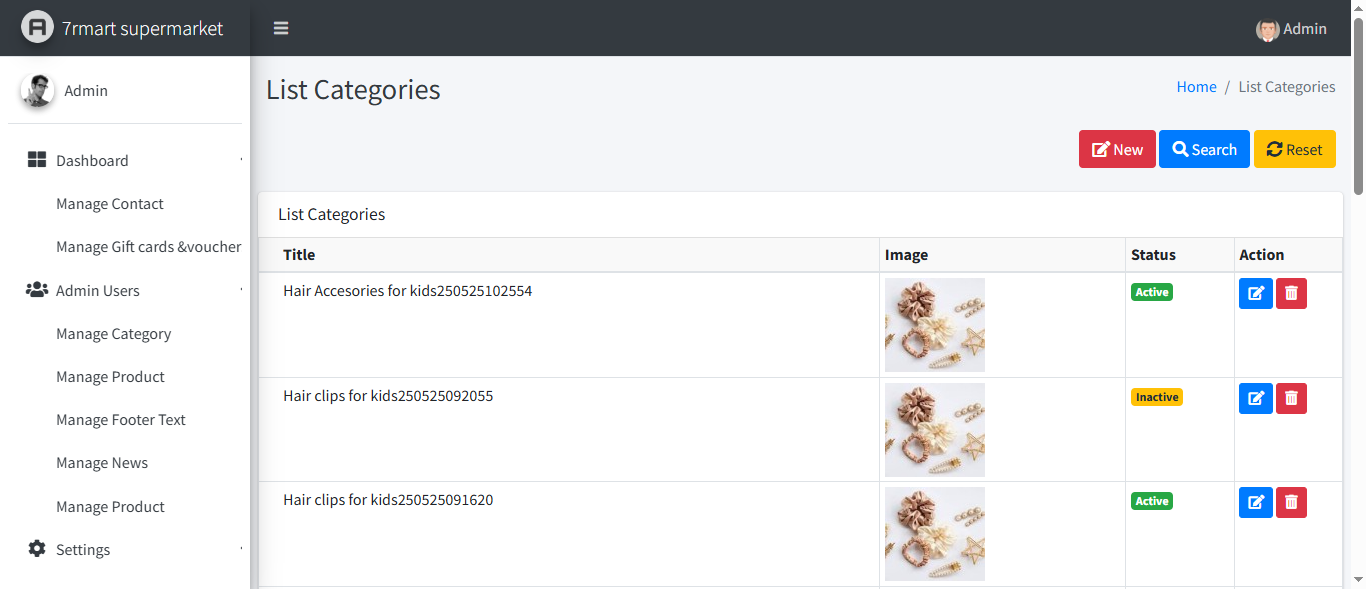 7rmart supermarket
Admin
Admin
List Categories
Home / List Categories
New Search Reset
Dashboard
Manage Contact
Manage Gift cards &voucher
Admin Users
Manage Category
Manage Product
Manage Footer Text
Manage News
Manage Product
Settings
List Categories
Title Image Status Action
Hair Accesories for kids250525102554 Active
Hair clips for kids250525092055 Inactive
Hair clips for kids250525091620 Active